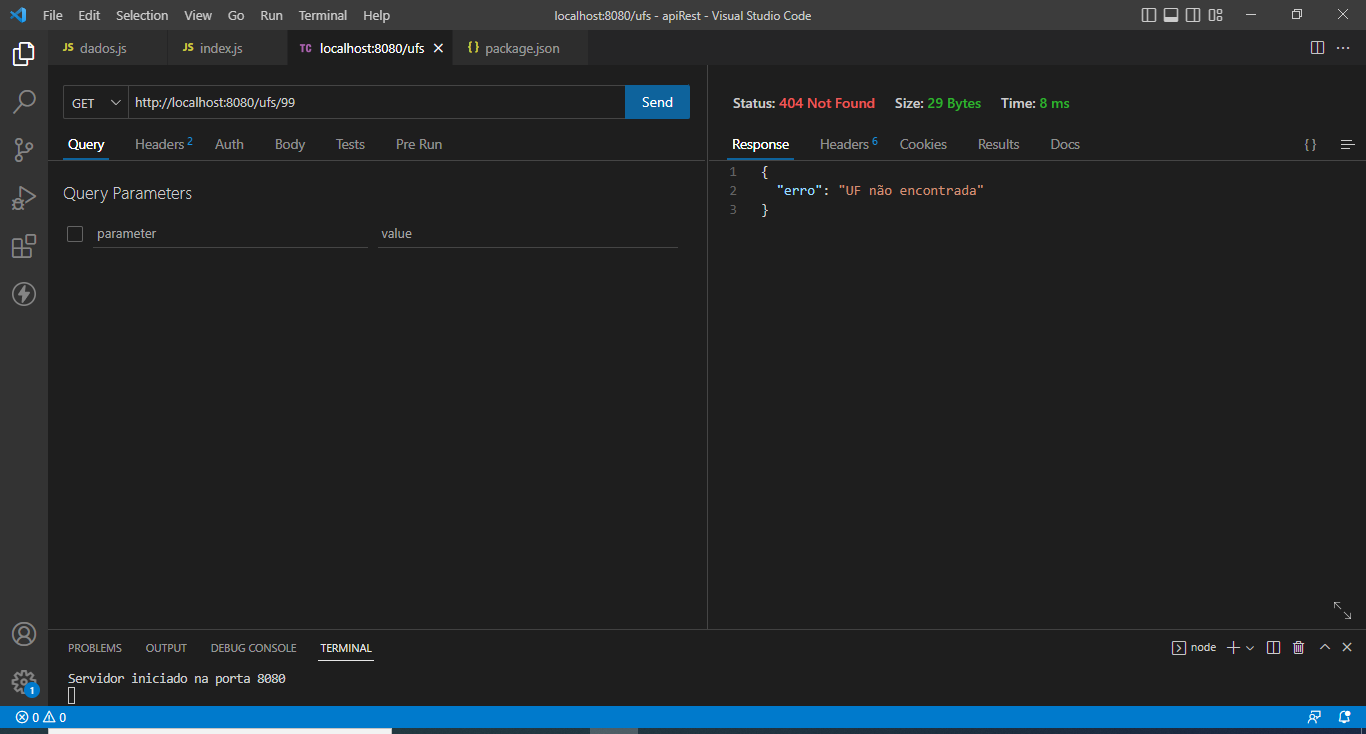 File Edit Selection View Go Run Terminal Help localhost:8080/ufs - apiRest - Visual Studio Code
JS dados.js JS index.js TC localhost:8080/ufs {} package.json
GET http://localhost:8080/ufs/99 Send
Query Headers 2 Auth Body Tests Pre Run
Query Parameters
parameter value
Status: 404 Not Found Size: 29 Bytes Time: 8 ms
Response Headers 6 Cookies Results Docs {}
1 {
2 "erro": "UF não encontrada"
3 }
PROBLEMS OUTPUT DEBUG CONSOLE TERMINAL node
Servidor iniciado na porta 8080
1
0 0